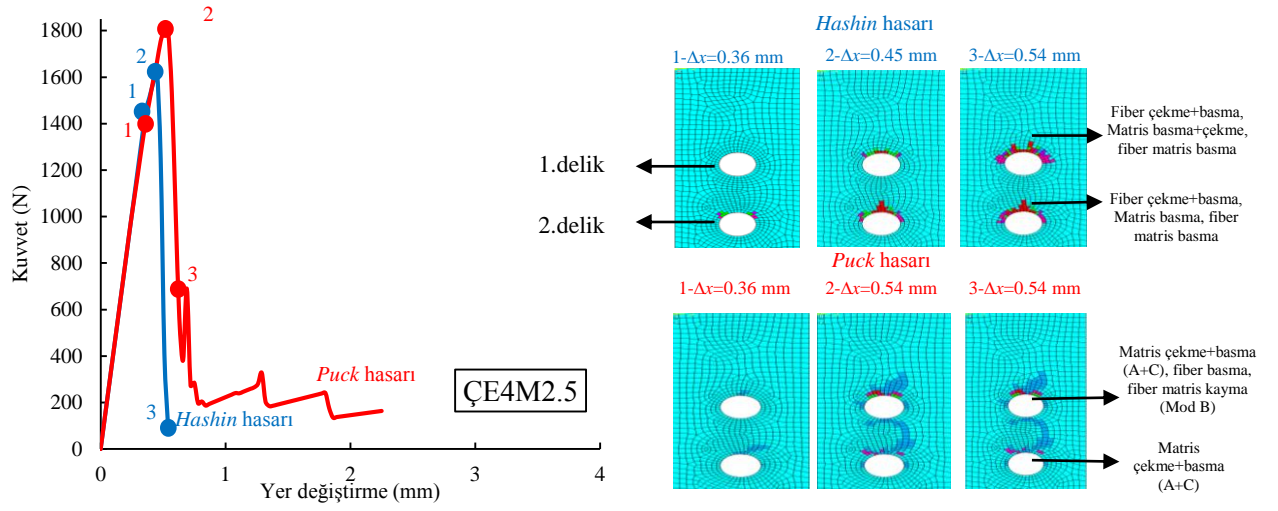 Kuvvet (N)
1800
1600
1400
1200
1000
800
600
400
200
0
0
1
2
3
4
Yer değiştirme (mm)
2
2
1
1
3
3
Puck hasarı
Hashin hasarı
ÇE4M2.5
Hashin hasarı
1-Δx=0.36 mm
2-Δx=0.45 mm
3-Δx=0.54 mm
1.delik
2.delik
Fiber çekme+basma,
Matris basma+çekme,
fiber matris basma
Fiber çekme+basma,
Matris basma, fiber
matris basma
Puck hasarı
1-Δx=0.36 mm
2-Δx=0.54 mm
3-Δx=0.54 mm
Matris çekme+basma
(A+C), fiber basma,
fiber matris kayma
(Mod B)
Matris
çekme+basma
(A+C)